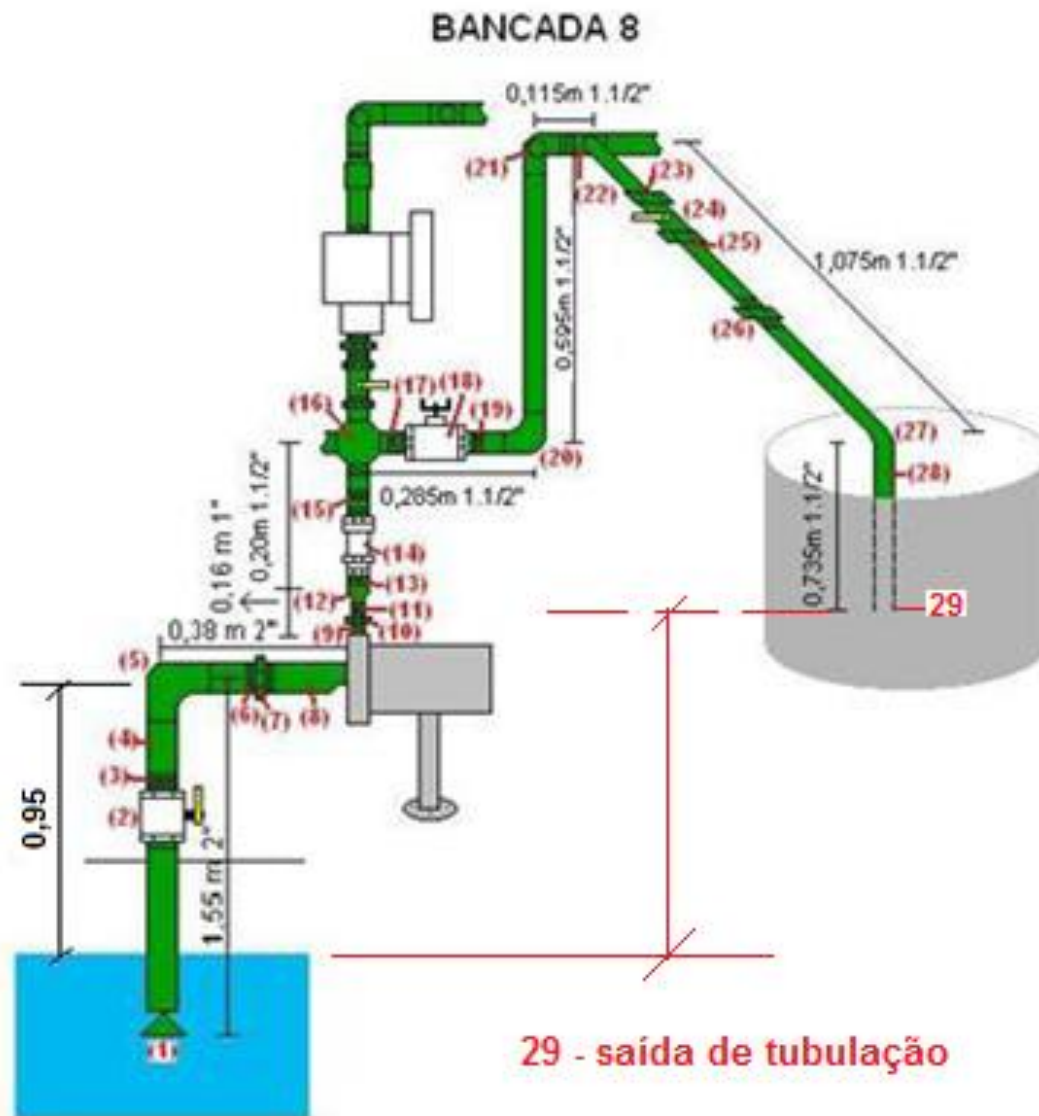 BANCADA 8
0,115m 1.1/2"
(21)
(22)
(23)
(24)
(25)
(26)
1,075m 1.1/2"
0,595m 1.1/2"
(16)
(17)
(18)
(19)
(20)
(27)
(28)
0,285m 1.1/2"
(15)
(14)
(13)
(12)
(11)
(10)
(9)
0,16 m 1"
0,20m 1.1/2"
0,735m 1.1/2"
29
0,38 m 2"
(5)
(6)
(7)
(8)
(4)
(3)
(2)
0,95
1,55 m 2"
(1)
29 - saída de tubulação